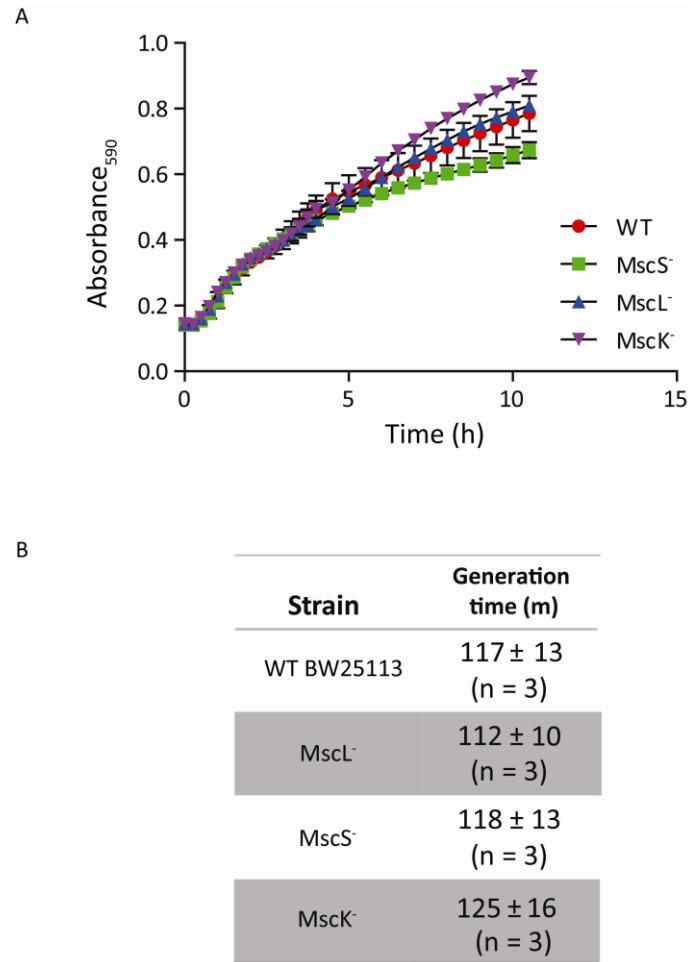 A
1.0
0.8
0.6
0.4
0.2
0.0
Absorbance₅₉₀
0
5
10
15
Time (h)
WT
MscS⁻
MscL⁻
MscK⁻
B
Strain
Generation
time (m)
WT BW25113
117 ± 13
(n = 3)
MscL⁻
112 ± 10
(n = 3)
MscS⁻
118 ± 13
(n = 3)
MscK⁻
125 ± 16
(n = 3)